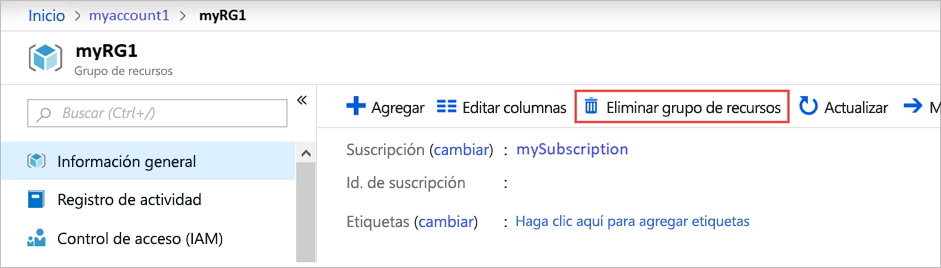 Inicio > myaccount1 > myRG1
myRG1
Grupo de recursos
Buscar (Ctrl+/)
«
Información general
Registro de actividad
Control de acceso (IAM)
Agregar Editar columnas Eliminar grupo de recursos Actualizar M
Suscripción (cambiar) : mySubscription
Id. de suscripción :
Etiquetas (cambiar) : Haga clic aquí para agregar etiquetas